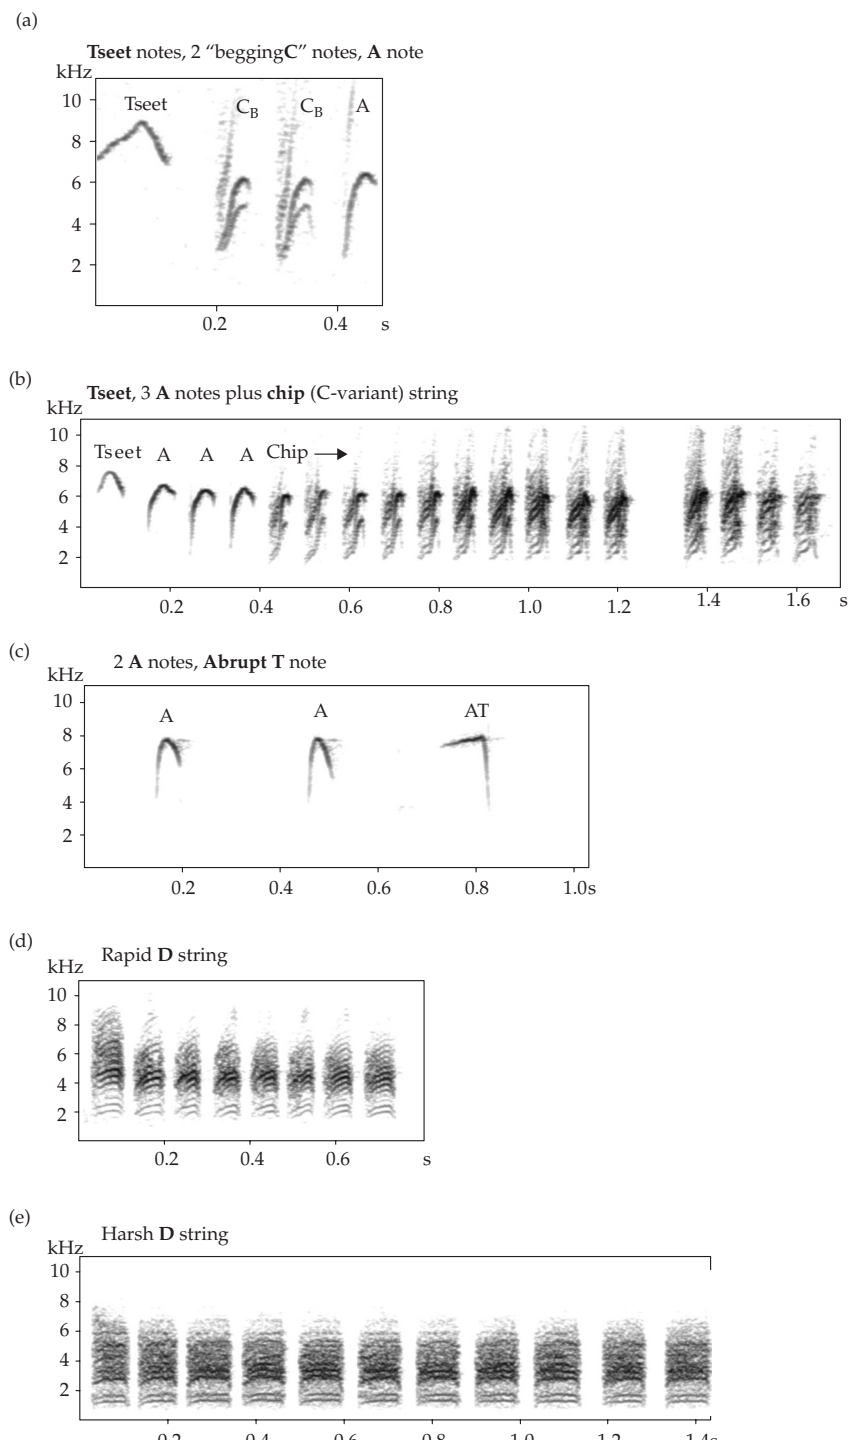 (a)
Tseet notes, 2 “beggingC” notes, A note
kHz
10
Tseet
C_B
C_B
A
8
6
4
2
0.2
0.4
s
(b)
Tseet, 3 A notes plus chip (C-variant) string
kHz
10
Tseet
A
A
A
Chip
8
6
4
2
0.2
0.4
0.6
0.8
1.0
1.2
1.4
1.6
s
(c)
2 A notes, Abrupt T note
kHz
10
A
A
AT
8
6
4
2
0.2
0.4
0.6
0.8
1.0s
(d)
Rapid D string
kHz
10
8
6
4
2
0.2
0.4
0.6
s
(e)
Harsh D string
kHz
10
8
6
4
2
0.2
0.4
0.6
0.8
1.0
1.2
1.4s